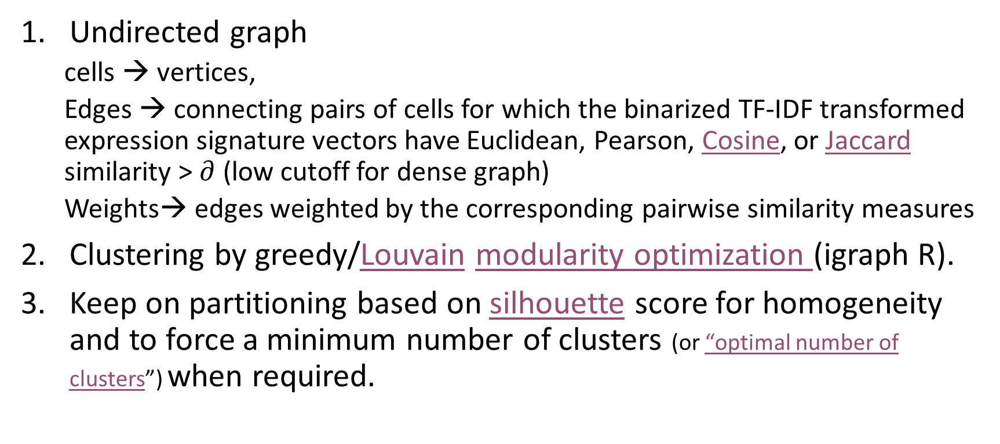 1. Undirected graph
cells → vertices,
Edges → connecting pairs of cells for which the binarized TF-IDF transformed
expression signature vectors have Euclidean, Pearson, Cosine, or Jaccard
similarity > ∂ (low cutoff for dense graph)
Weights→ edges weighted by the corresponding pairwise similarity measures
2. Clustering by greedy/Louvain modularity optimization (igraph R).
3. Keep on partitioning based on silhouette score for homogeneity
and to force a minimum number of clusters (or “optimal number of
clusters”) when required.